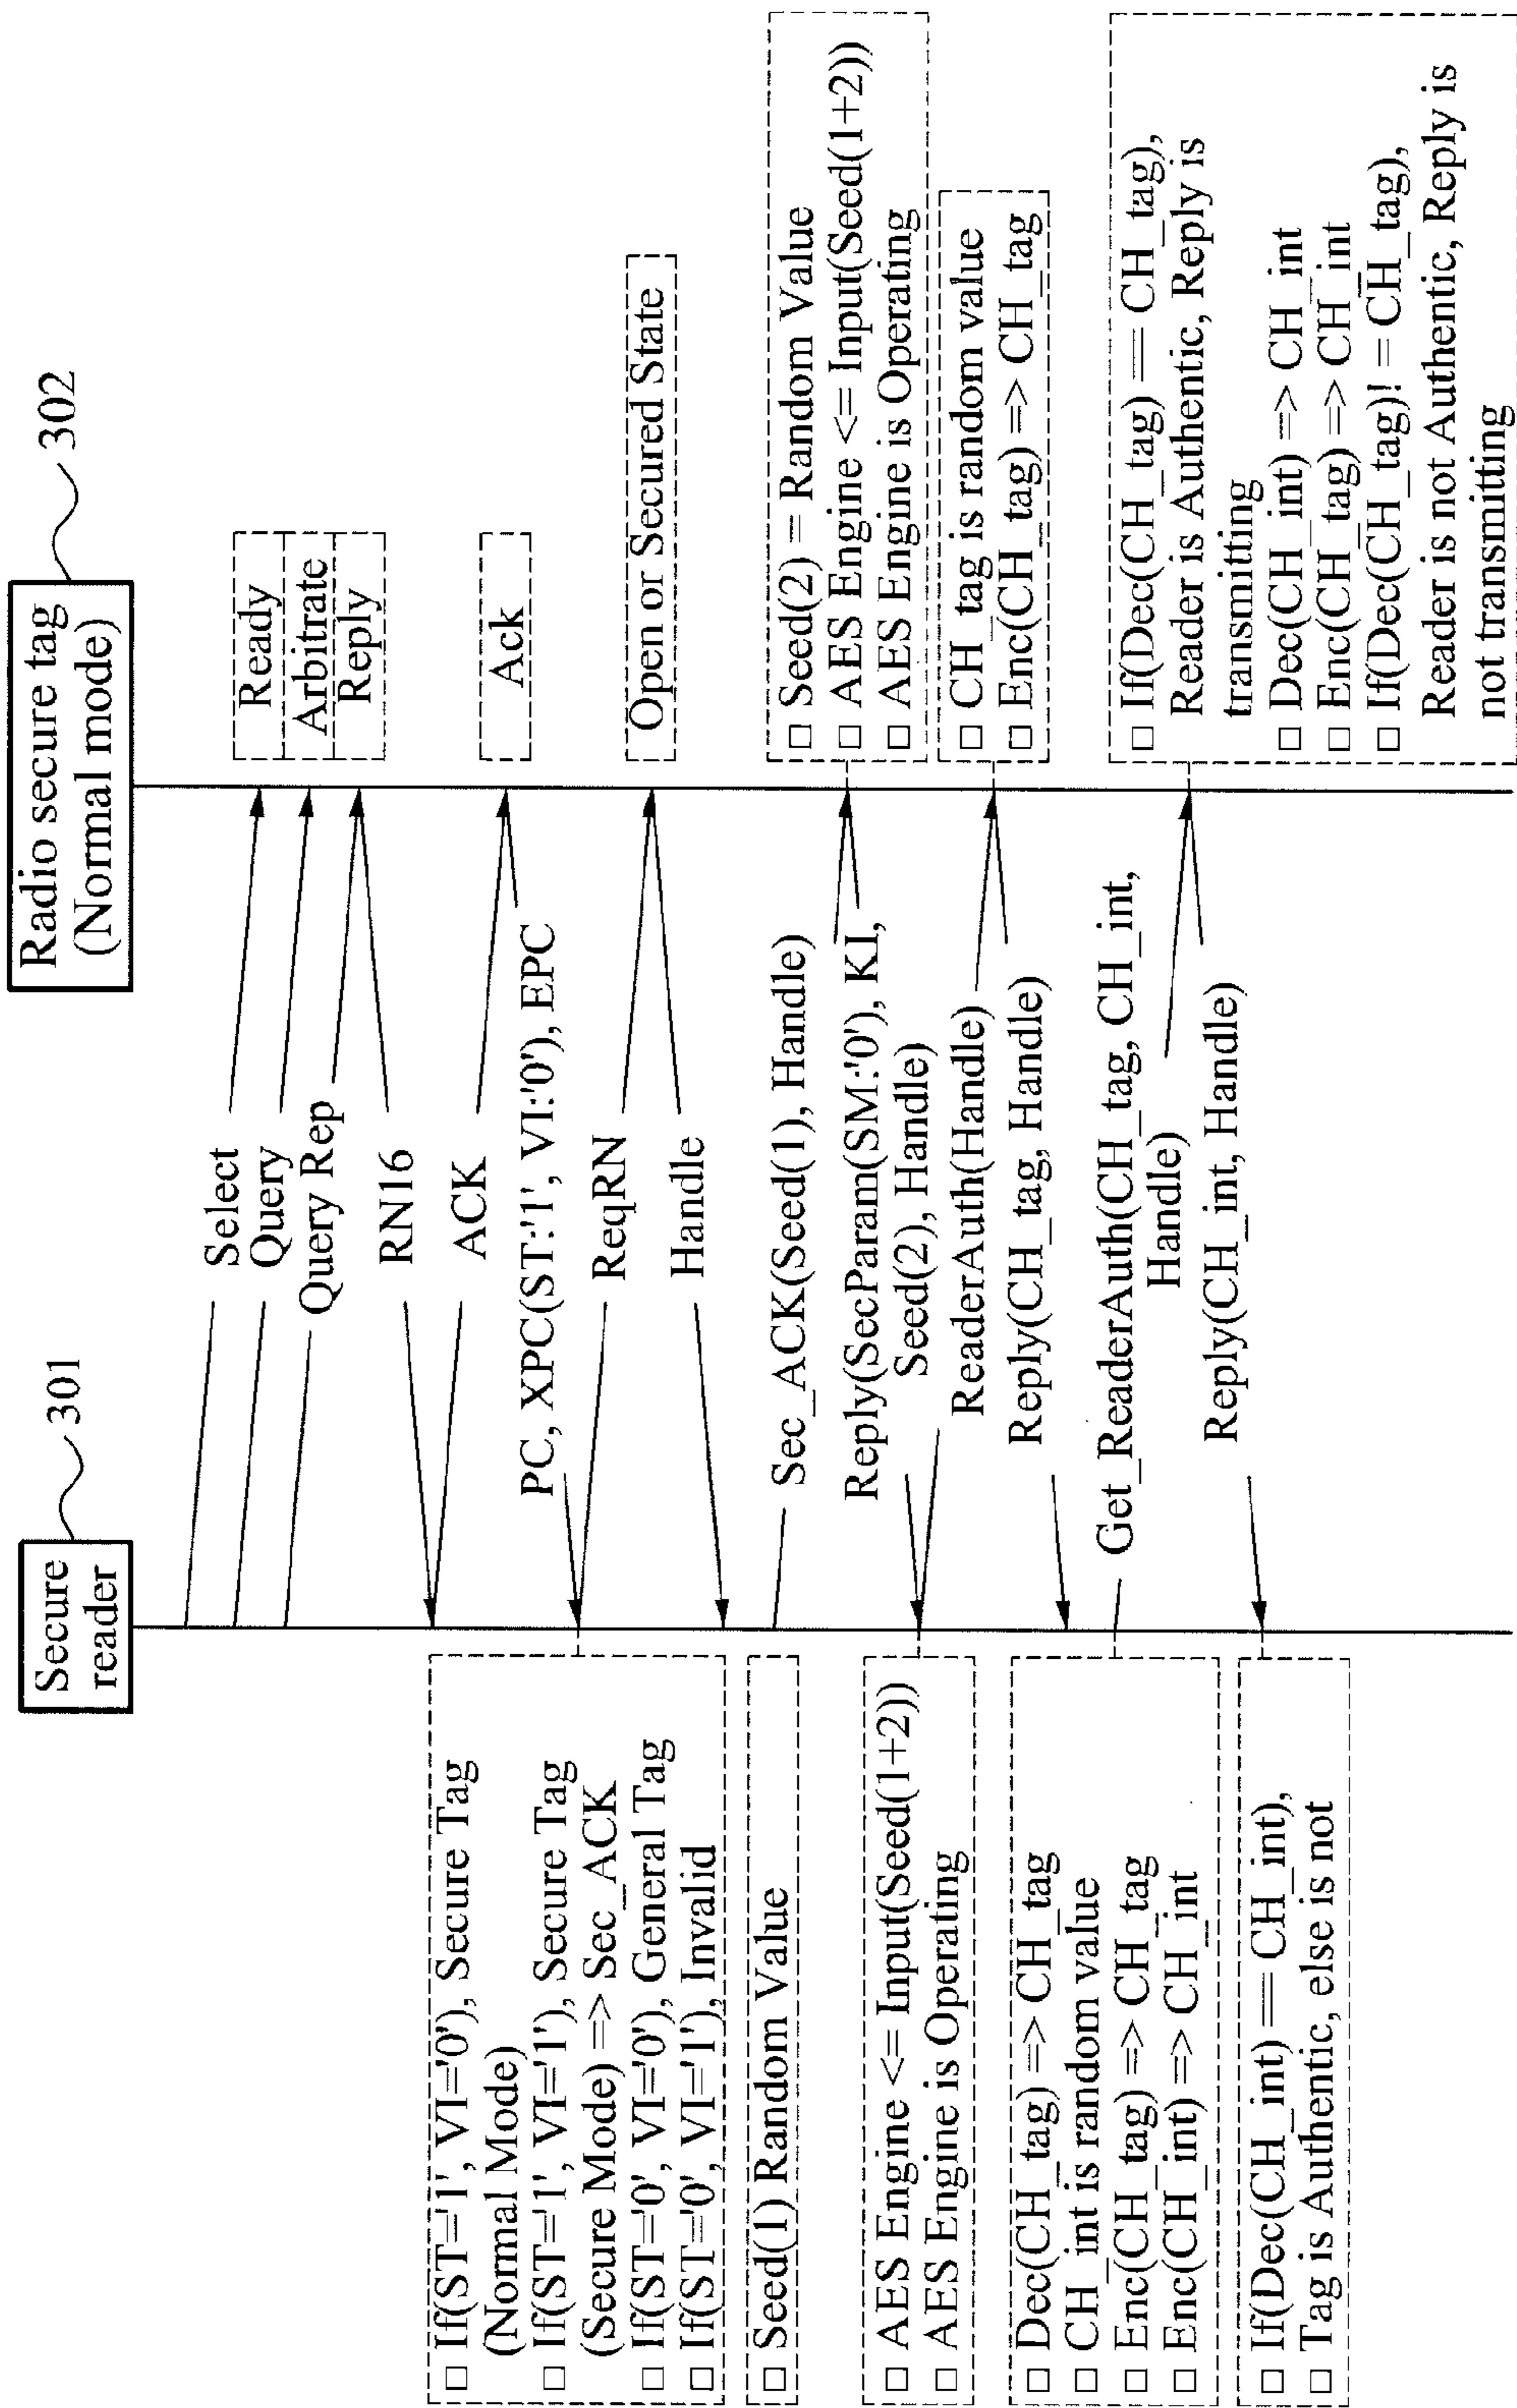 Secure
reader
301
Radio secure tag
(Normal mode)
302
Select
Query
Query Rep
Ready
Arbitrate
Reply
RN16
ACK
Ack
PC, XPC(ST:'1', VI:'0'), EPC
□ If(ST='1', VI='0'), Secure Tag
(Normal Mode)
□ If(ST='1', VI='1'), Secure Tag
(Secure Mode) => Sec_ACK
□ If(ST='0', VI='0'), General Tag
□ If(ST='0', VI='1'), Invalid
ReqRN
Open or Secured State
Handle
□ Seed(1) Random Value
Sec_ACK(Seed(1), Handle)
□ Seed(2) = Random Value
□ AES Engine <= Input(Seed(1+2))
□ AES Engine is Operating
Reply(SecParam(SM:'0'), KI,
Seed(2), Handle)
□ AES Engine <= Input(Seed(1+2))
□ AES Engine is Operating
ReaderAuth(Handle)
□ CH_tag is random value
□ Enc(CH_tag) => CH_tag
Reply(CH_tag, Handle)
□ Dec(CH_tag) => CH_tag
CH_int is random value
□ Enc(CH_tag) => CH_tag
Enc(CH_int) => CH_int
Get_ReaderAuth(CH_tag, CH_int,
Handle)
□ If(Dec(CH_tag) == CH_tag),
Reader is Authentic, Reply is
transmitting
□ Dec(CH_int) => CH_int
□ Enc(CH_tag) => CH_int
□ If(Dec(CH_tag)! = CH_tag),
Reader is not Authentic, Reply is
not transmitting
Reply(CH_int, Handle)
□ If(Dec(CH_int) == CH_int),
□ Tag is Authentic, else is not